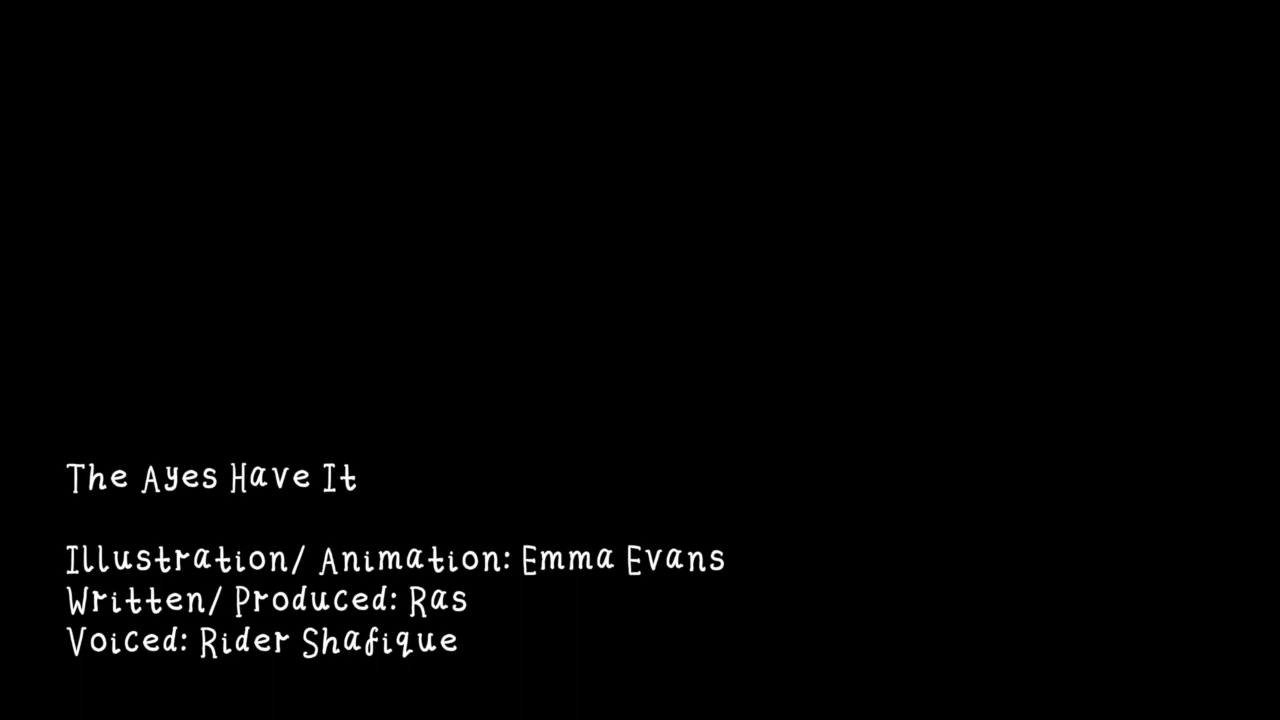 The Ayes Have It
Illustration/ Animation: Emma Evans
Written/ Produced: Ras
Voiced: Rider Shafique